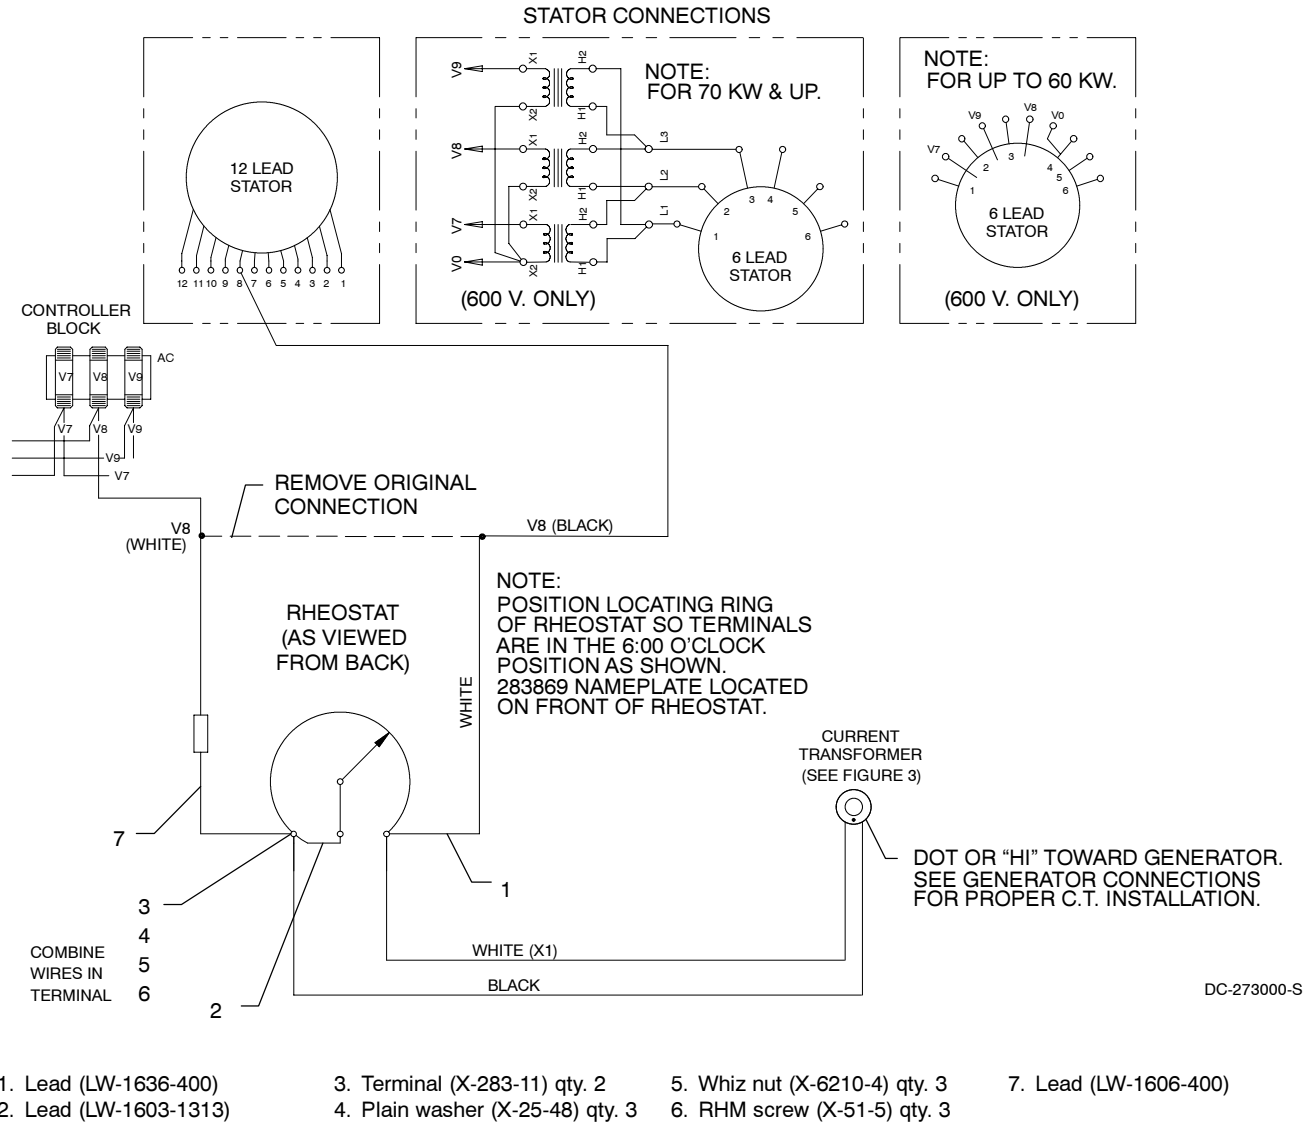 STATOR CONNECTIONS
12 LEAD
STATOR
12 11 10 9 8 7 6 5 4 3 2 1
V9
X1
H2
X2
H1
V8
X1
H2
X2
H1
V7
X1
H2
V0
X2
H1
L3
L2
L1
NOTE:
FOR 70 KW & UP.
1
2
3
4
5
6
6 LEAD
STATOR
(600 V. ONLY)
NOTE:
FOR UP TO 60 KW.
V7
V9
V8
V0
1
2
3
4
5
6
6 LEAD
STATOR
(600 V. ONLY)
CONTROLLER
BLOCK
AC
V7 V8 V9
V7 V8 V9
V9
V7
REMOVE ORIGINAL
CONNECTION
V8
(WHITE)
V8 (BLACK)
NOTE:
POSITION LOCATING RING
OF RHEOSTAT SO TERMINALS
ARE IN THE 6:00 O'CLOCK
POSITION AS SHOWN.
283869 NAMEPLATE LOCATED
ON FRONT OF RHEOSTAT.
RHEOSTAT
(AS VIEWED
FROM BACK)
WHITE
CURRENT
TRANSFORMER
(SEE FIGURE 3)
7
1
DOT OR “HI” TOWARD GENERATOR.
SEE GENERATOR CONNECTIONS
FOR PROPER C.T. INSTALLATION.
3
4
5
6
COMBINE
WIRES IN
TERMINAL
2
WHITE (X1)
BLACK
DC-273000-S
1. Lead (LW-1636-400)
2. Lead (LW-1603-1313)
3. Terminal (X-283-11) qty. 2
4. Plain washer (X-25-48) qty. 3
5. Whiz nut (X-6210-4) qty. 3
6. RHM screw (X-51-5) qty. 3
7. Lead (LW-1606-400)